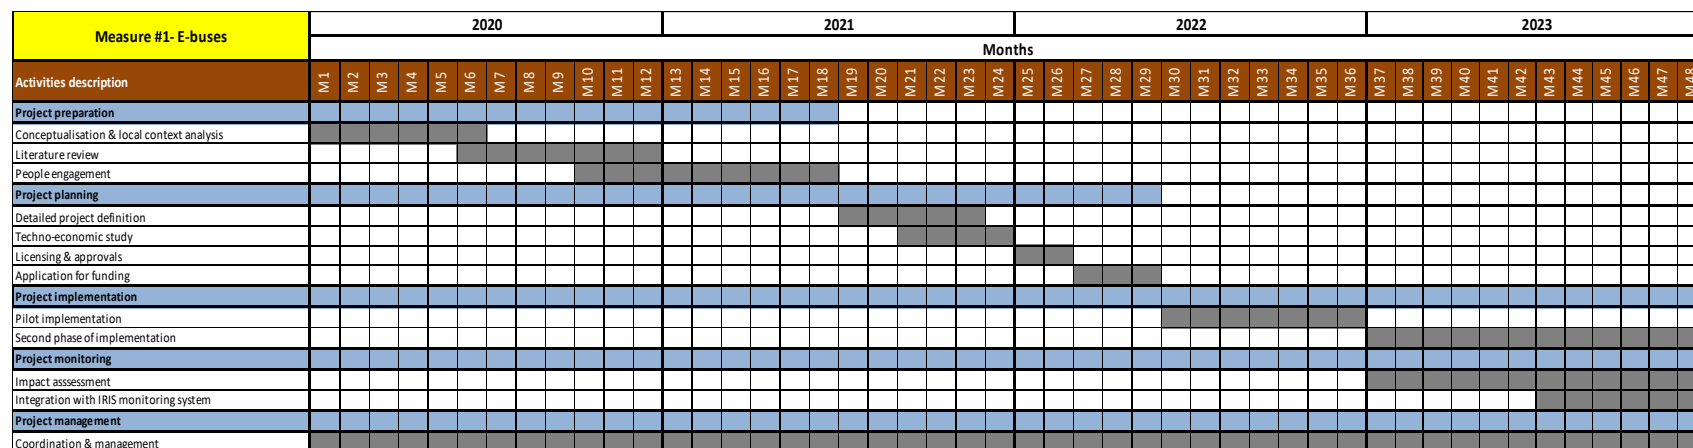 Measure #1- E-buses
2020 2021 2022 2023
Months
Activities description M1 M2 M3 M4 M5 M6 M7 M8 M9 M10 M11 M12 M13 M14 M15 M16 M17 M18 M19 M20 M21 M22 M23 M24 M25 M26 M27 M28 M29 M30 M31 M32 M33 M34 M35 M36 M37 M38 M39 M40 M41 M42 M43 M44 M45 M46 M47 M48
Project preparation
Conceptualisation & local context analysis
Literature review
People engagement
Project planning
Detailed project definition
Techno-economic study
Licensing & approvals
Application for funding
Project implementation
Pilot implementation
Second phase of implementation
Project monitoring
Impact asssessment
Integration with IRIS monitoring system
Project management
Coordination & management